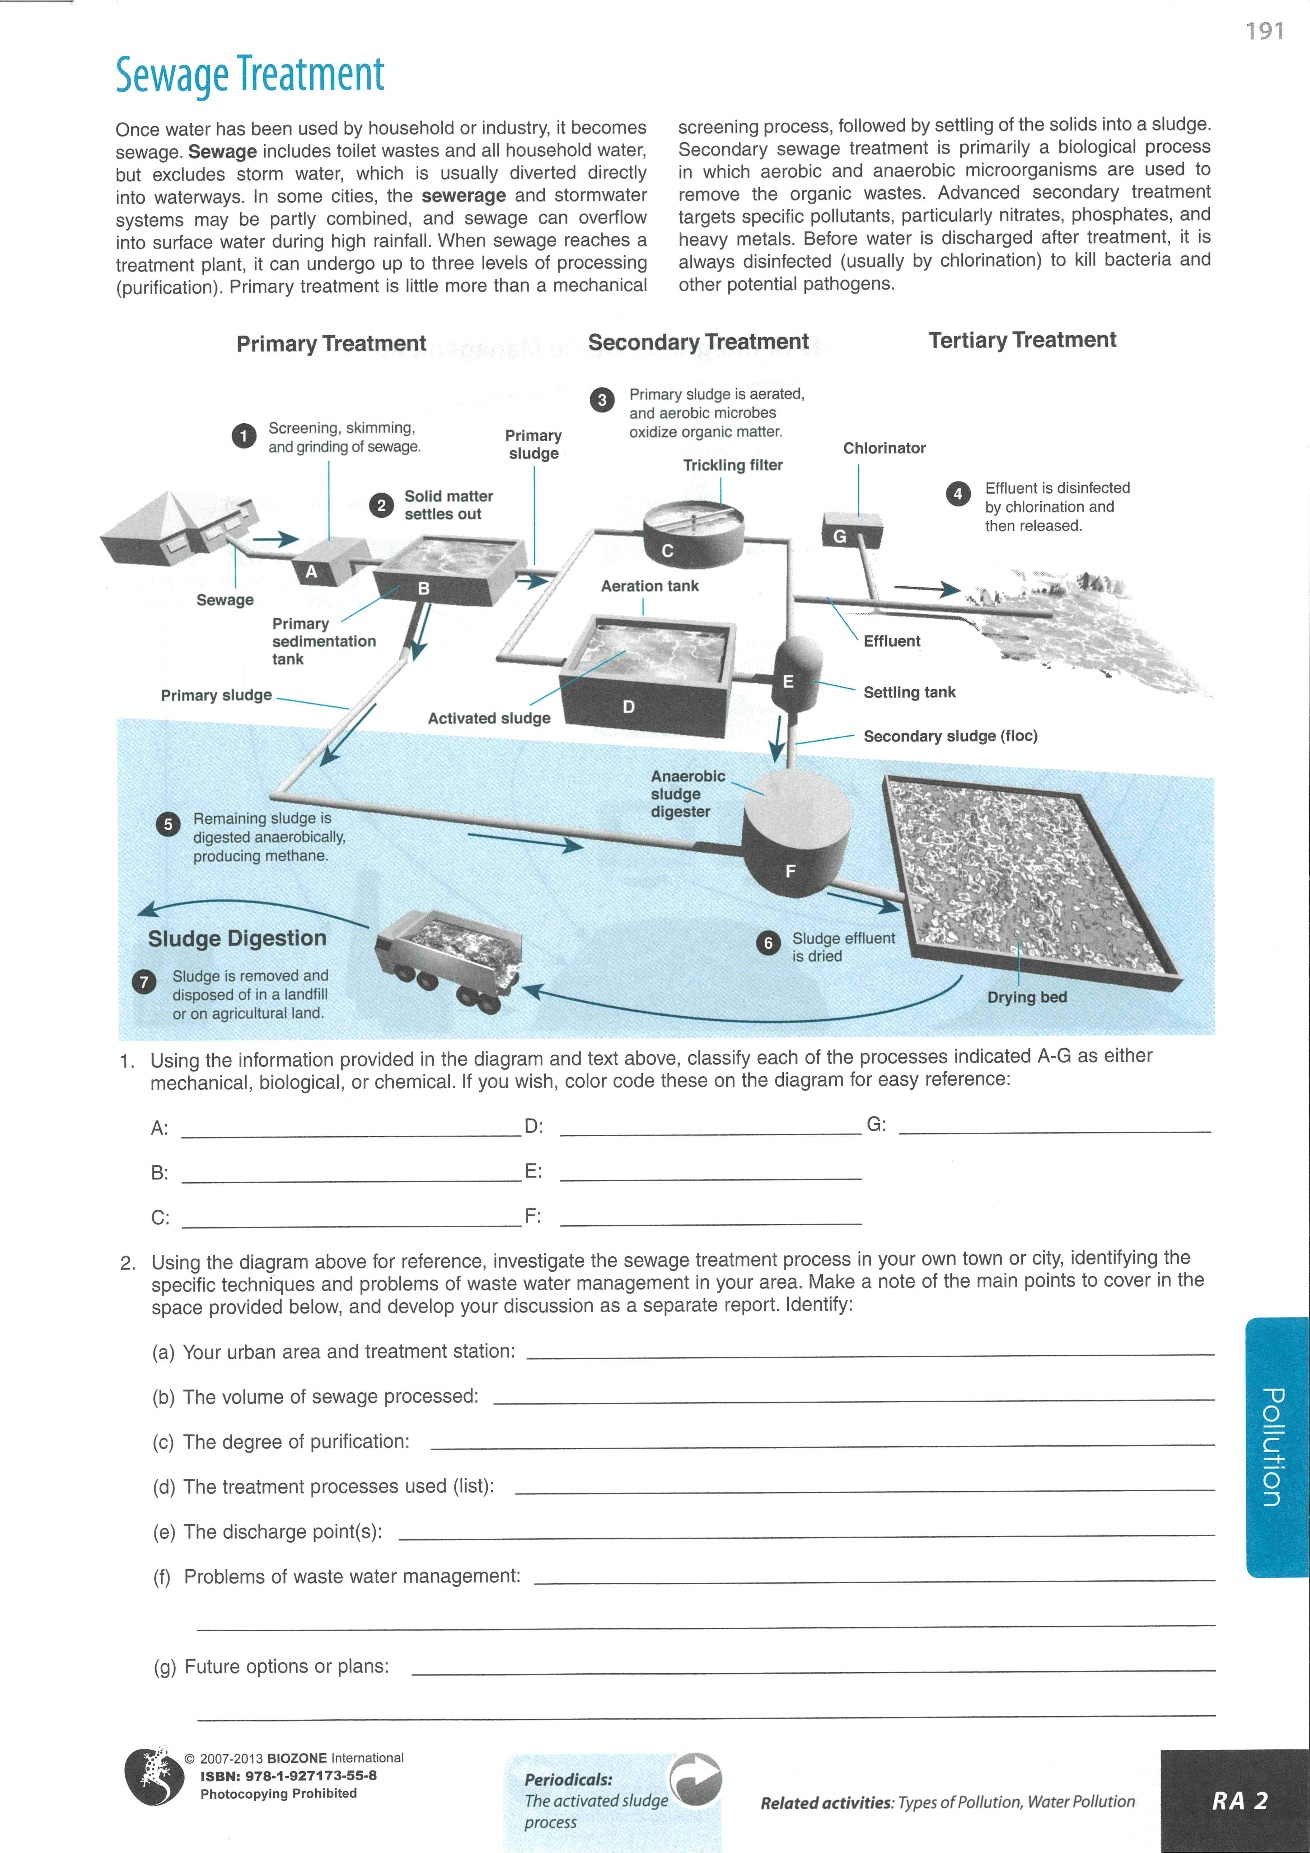 191
Sewage Treatment
Once water has been used by household or industry, it becomes
sewage. Sewage includes toilet wastes and all household water,
but excludes storm water, which is usually diverted directly
into waterways. In some cities, the sewerage and stormwater
systems may be partly combined, and sewage can overflow
into surface water during high rainfall. When sewage reaches a
treatment plant, it can undergo up to three levels of processing
(purification). Primary treatment is little more than a mechanical
screening process, followed by settling of the solids into a sludge.
Secondary sewage treatment is primarily a biological process
in which aerobic and anaerobic microorganisms are used to
remove the organic wastes. Advanced secondary treatment
targets specific pollutants, particularly nitrates, phosphates, and
heavy metals. Before water is discharged after treatment, it is
always disinfected (usually by chlorination) to kill bacteria and
other potential pathogens.
Primary Treatment
Secondary Treatment
Tertiary Treatment
1 Screening, skimming,
and grinding of sewage.
2 Solid matter
settles out
Primary
sludge
3 Primary sludge is aerated,
and aerobic microbes
oxidize organic matter.
Trickling filter
Chlorinator
4 Effluent is disinfected
by chlorination and
then released.
A
B
C
G
Sewage
Primary
sedimentation
tank
Aeration tank
Effluent
Primary sludge
Activated sludge
D
E
Settling tank
Secondary sludge (floc)
Anaerobic
sludge
digester
F
5 Remaining sludge is
digested anaerobically,
producing methane.
Sludge Digestion
6 Sludge effluent
is dried
7 Sludge is removed and
disposed of in a landfill
or on agricultural land.
Drying bed
1. Using the information provided in the diagram and text above, classify each of the processes indicated A-G as either
mechanical, biological, or chemical. If you wish, color code these on the diagram for easy reference:
A: ____ D: ____ G: ____
B: ____ E: ____
C: ____ F: ____
2. Using the diagram above for reference, investigate the sewage treatment process in your own town or city, identifying the
specific techniques and problems of waste water management in your area. Make a note of the main points to cover in the
space provided below, and develop your discussion as a separate report. Identify:
(a) Your urban area and treatment station:
(b) The volume of sewage processed:
(c) The degree of purification:
(d) The treatment processes used (list):
(e) The discharge point(s):
(f) Problems of waste water management:
(g) Future options or plans:
Pollution
© 2007-2013 BIOZONE International
ISBN: 978-1-927173-55-8
Photocopying Prohibited
Periodicals:
The activated sludge
process
Related activities: Types of Pollution, Water Pollution
RA 2